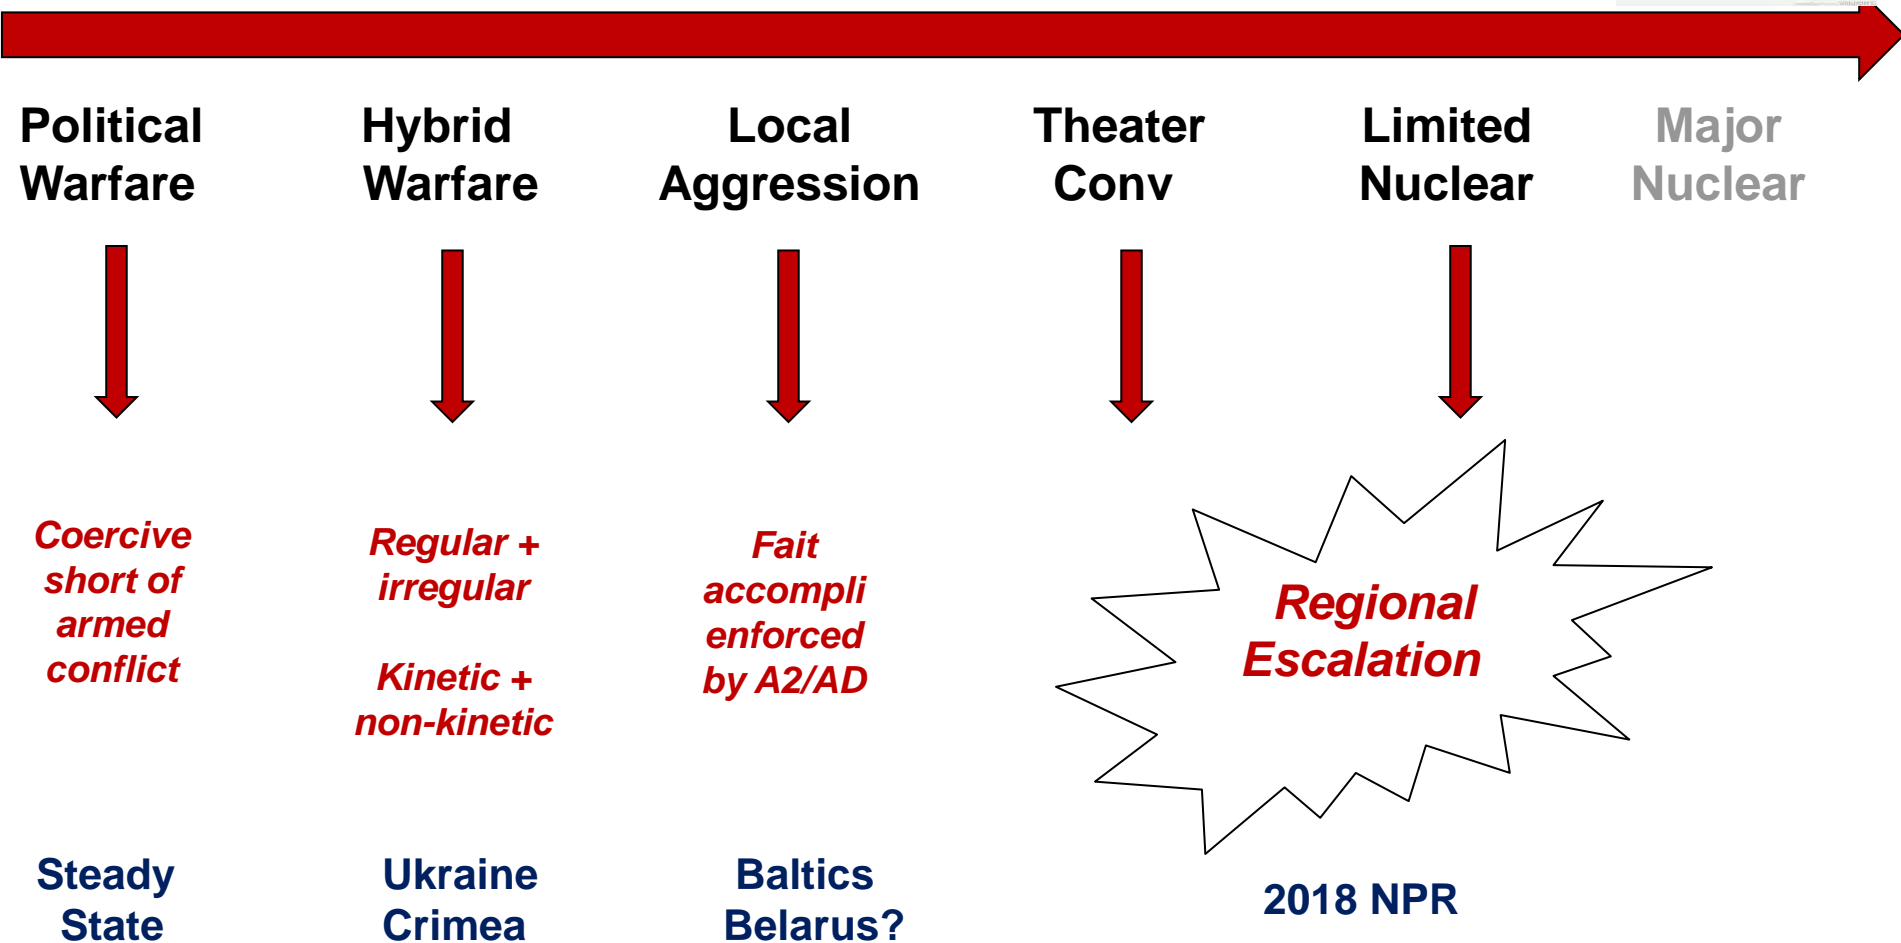 Political
Warfare
Hybrid
Warfare
Local
Aggression
Theater
Conv
Limited
Nuclear
Major
Nuclear
Coercive
short of
armed
conflict
Regular +
irregular
Kinetic +
non-kinetic
Fait
accompli
enforced
by A2/AD
Regional
Escalation
Steady
State
Ukraine
Crimea
Baltics
Belarus?
2018 NPR